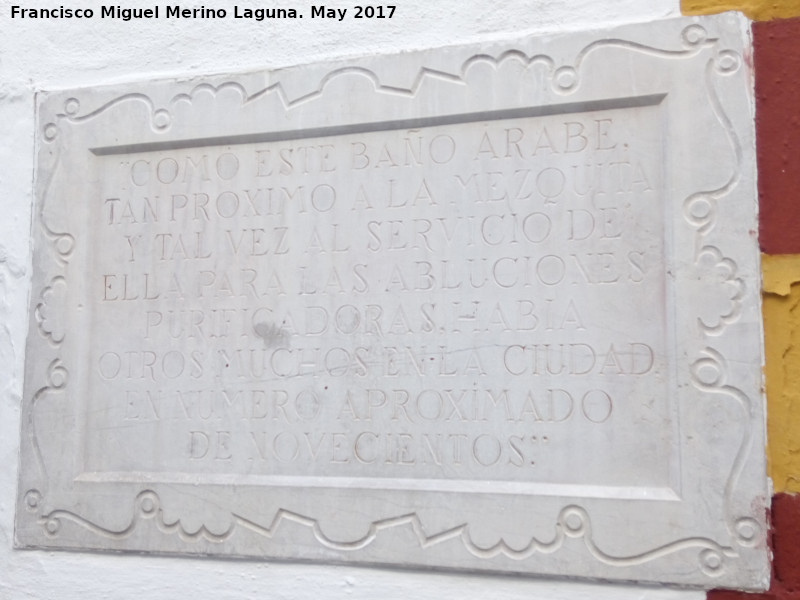 Francisco Miguel Merino Laguna. May 2017
"COMO ESTE BAÑO ÁRABE,
TAN PROXIMO A LA MEZQUITA
Y TAL VEZ AL SERVICIO DE
ELLA PARA LAS ABLUCIONES
PURIFICADORAS, HABIA
OTROS MUCHOS EN LA CIUDAD,
EN NUMERO APROXIMADO
DE NOVECIENTOS."